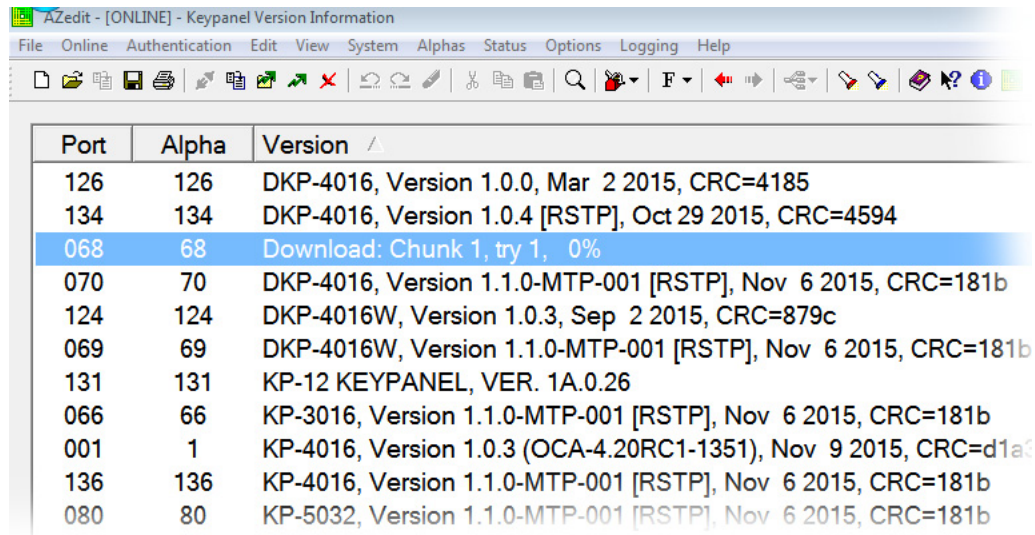 AZedit - [ONLINE] - Keypanel Version Information
File Online Authentication Edit View System Alphas Status Options Logging Help
F
Port Alpha Version
126 126 DKP-4016, Version 1.0.0, Mar 2 2015, CRC=4185
134 134 DKP-4016, Version 1.0.4 [RSTP], Oct 29 2015, CRC=4594
068 68 Download: Chunk 1, try 1, 0%
070 70 DKP-4016, Version 1.1.0-MTP-001 [RSTP], Nov 6 2015, CRC=181b
124 124 DKP-4016W, Version 1.0.3, Sep 2 2015, CRC=879c
069 69 DKP-4016W, Version 1.1.0-MTP-001 [RSTP], Nov 6 2015, CRC=181b
131 131 KP-12 KEYPANEL, VER. 1A.0.26
066 66 KP-3016, Version 1.1.0-MTP-001 [RSTP], Nov 6 2015, CRC=181b
001 1 KP-4016, Version 1.0.3 (OCA-4.20RC1-1351), Nov 9 2015, CRC=d1a3
136 136 KP-4016, Version 1.1.0-MTP-001 [RSTP], Nov 6 2015, CRC=181b
080 80 KP-5032, Version 1.1.0-MTP-001 [RSTP], Nov 6 2015, CRC=181b